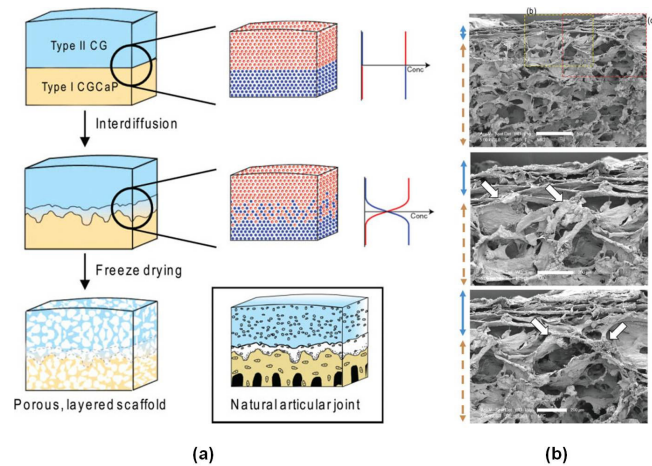 Type II CG
Type I CGCaP
Conc
Interdiffusion
Conc
Freeze drying
Porous, layered scaffold
Natural articular joint
(a)
(b)
(b)